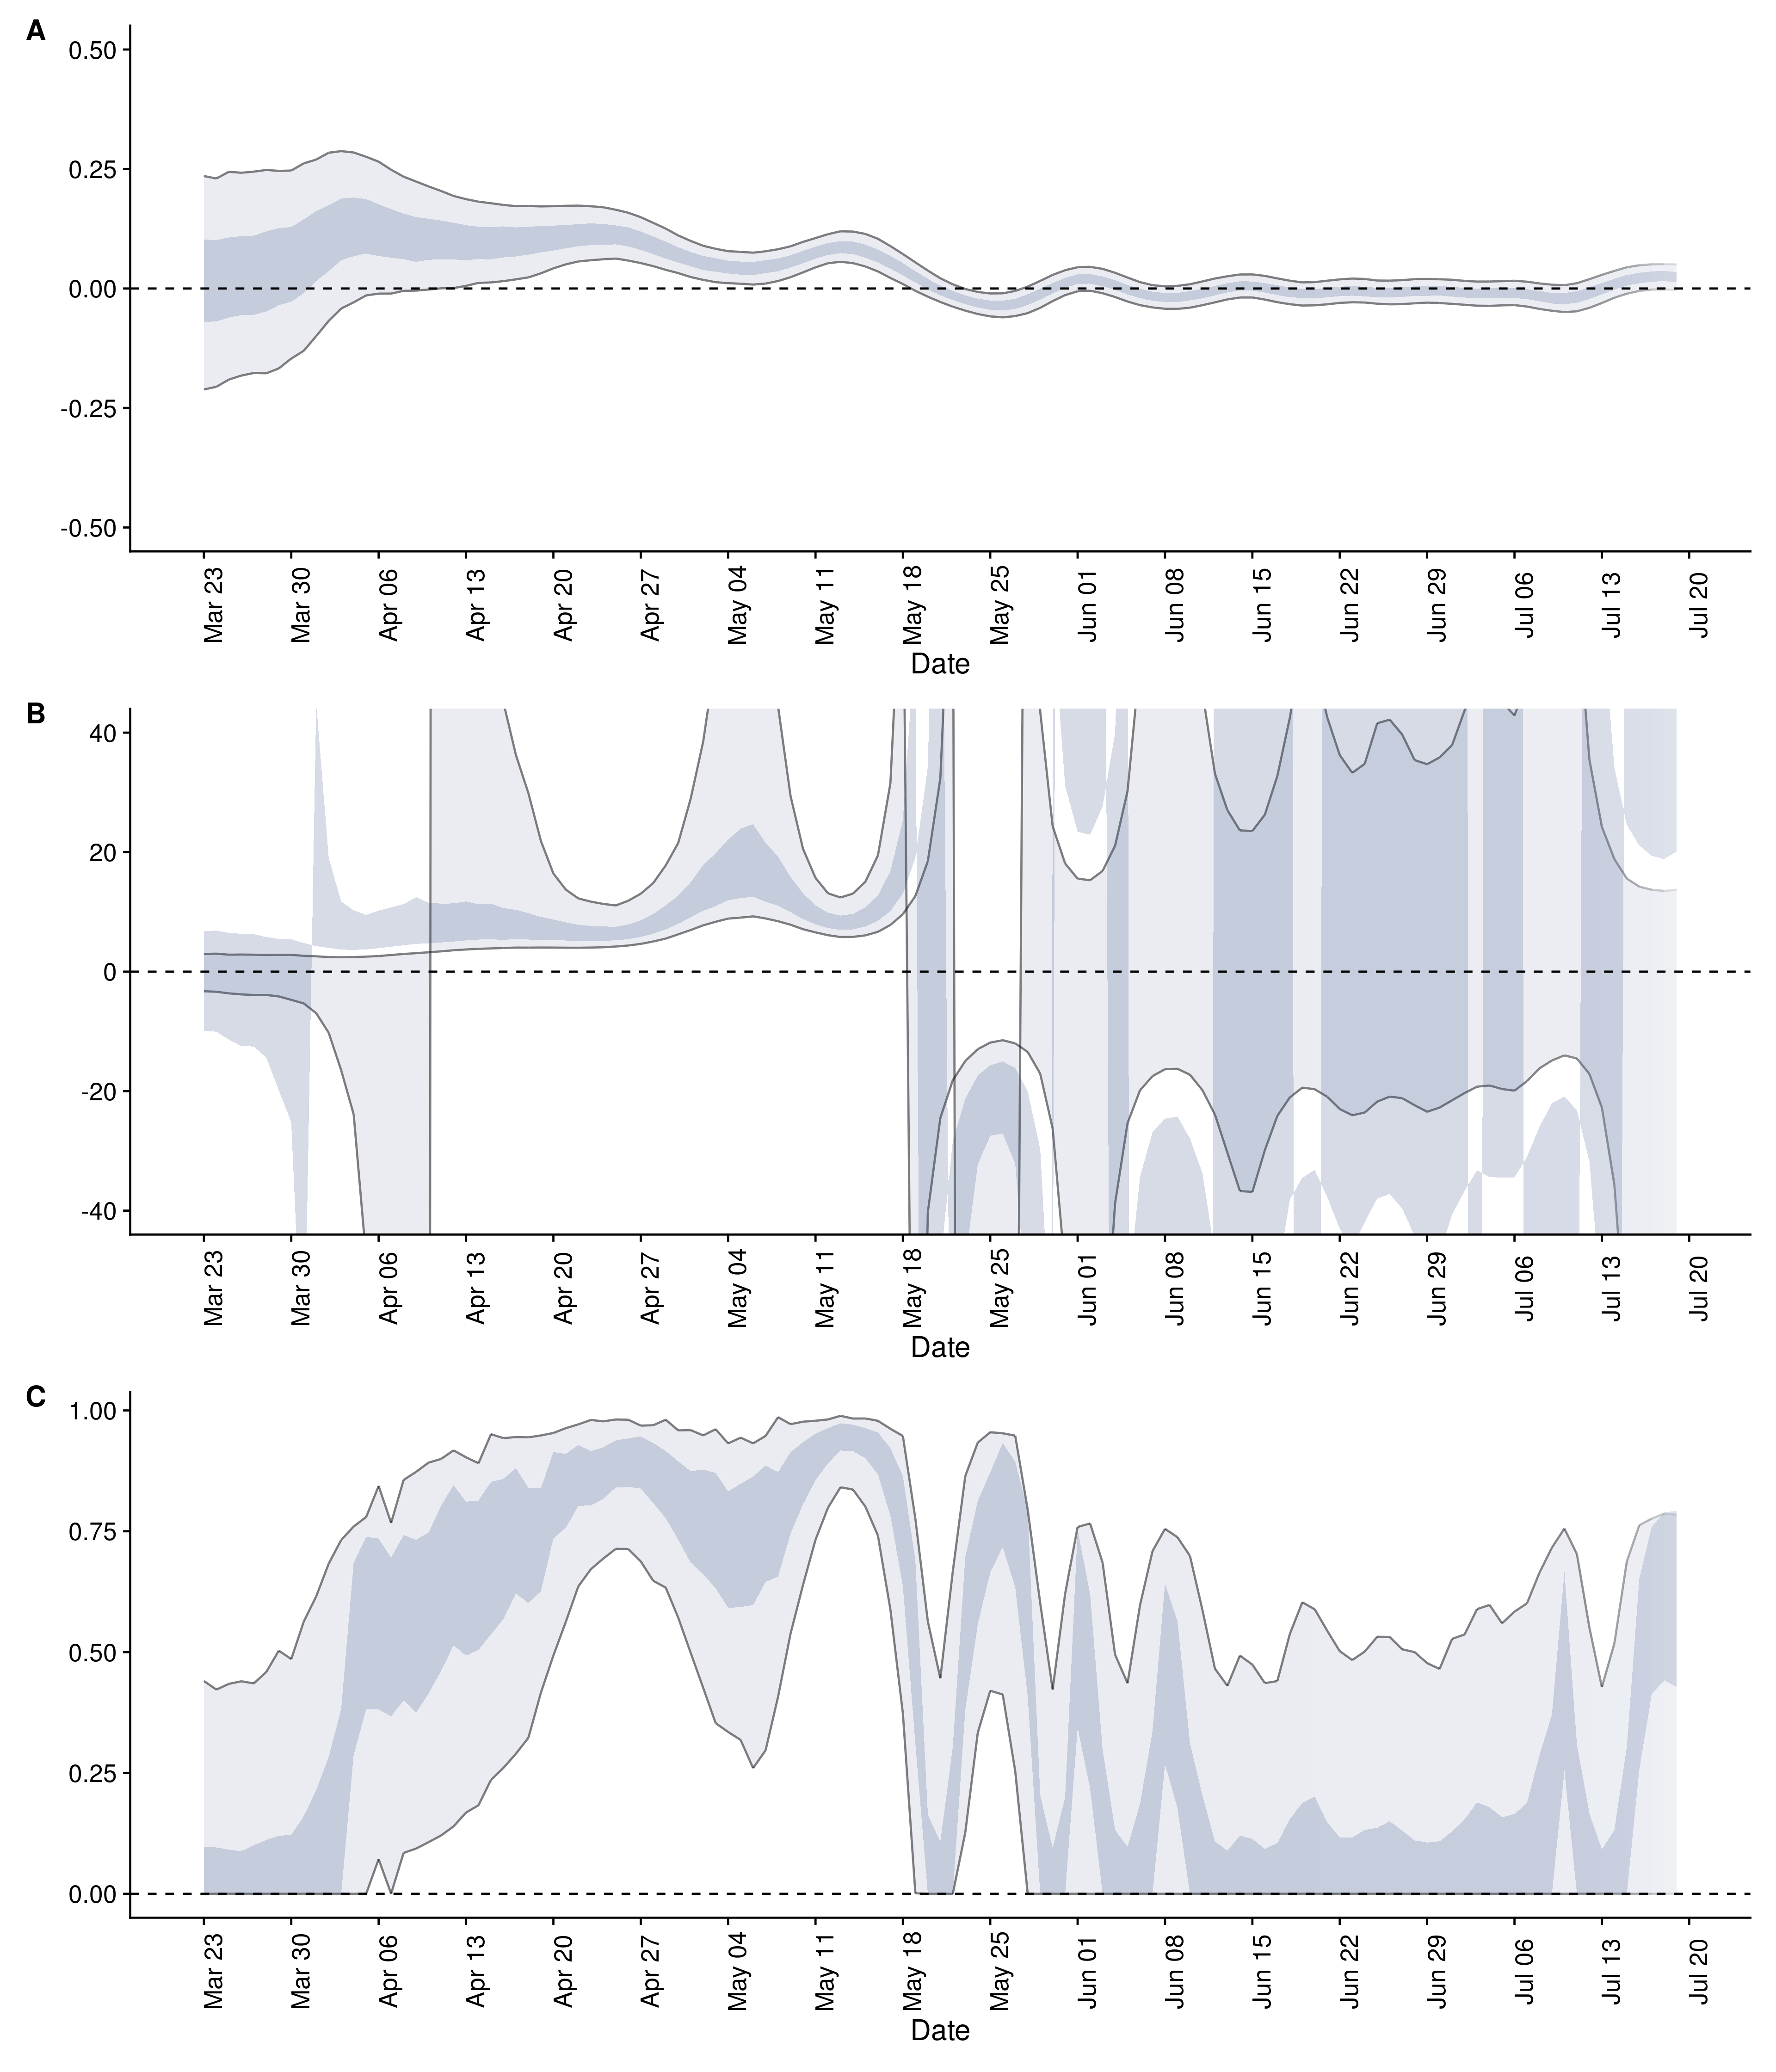 A
0.50
0.25
0.00
-0.25
-0.50
Mar 23
Mar 30
Apr 06
Apr 13
Apr 20
Apr 27
May 04
May 11
May 18
May 25
Jun 01
Jun 08
Jun 15
Jun 22
Jun 29
Jul 06
Jul 13
Jul 20
Date
B
40
20
0
-20
-40
Mar 23
Mar 30
Apr 06
Apr 13
Apr 20
Apr 27
May 04
May 11
May 18
May 25
Jun 01
Jun 08
Jun 15
Jun 22
Jun 29
Jul 06
Jul 13
Jul 20
Date
C
1.00
0.75
0.50
0.25
0.00
Mar 23
Mar 30
Apr 06
Apr 13
Apr 20
Apr 27
May 04
May 11
May 18
May 25
Jun 01
Jun 08
Jun 15
Jun 22
Jun 29
Jul 06
Jul 13
Jul 20
Date